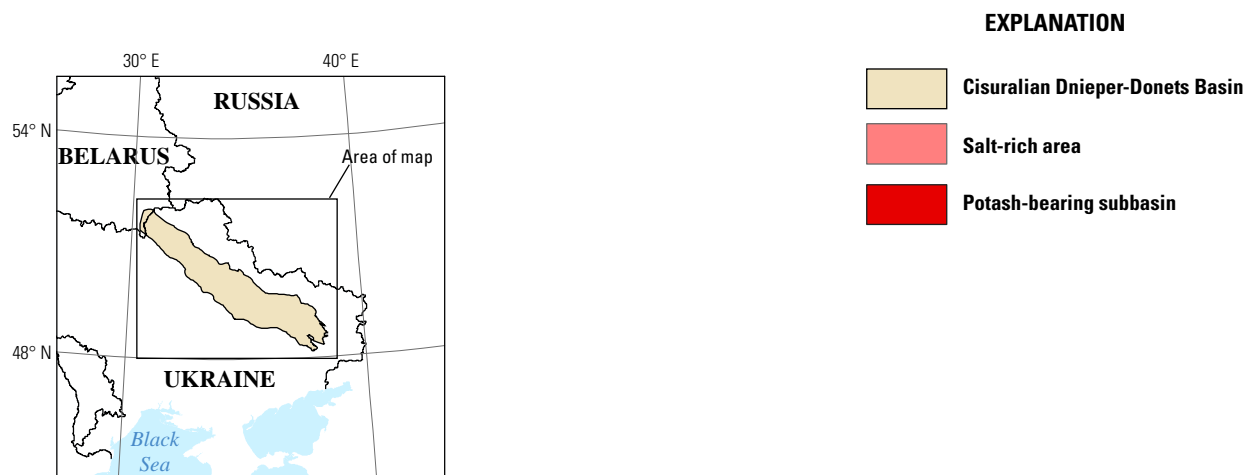 EXPLANATION
Cisuralian Dnieper-Donets Basin
Salt-rich area
Potash-bearing subbasin
30° E
40° E
RUSSIA
54° N
BELARUS
Area of map
48° N
UKRAINE
Black
Sea